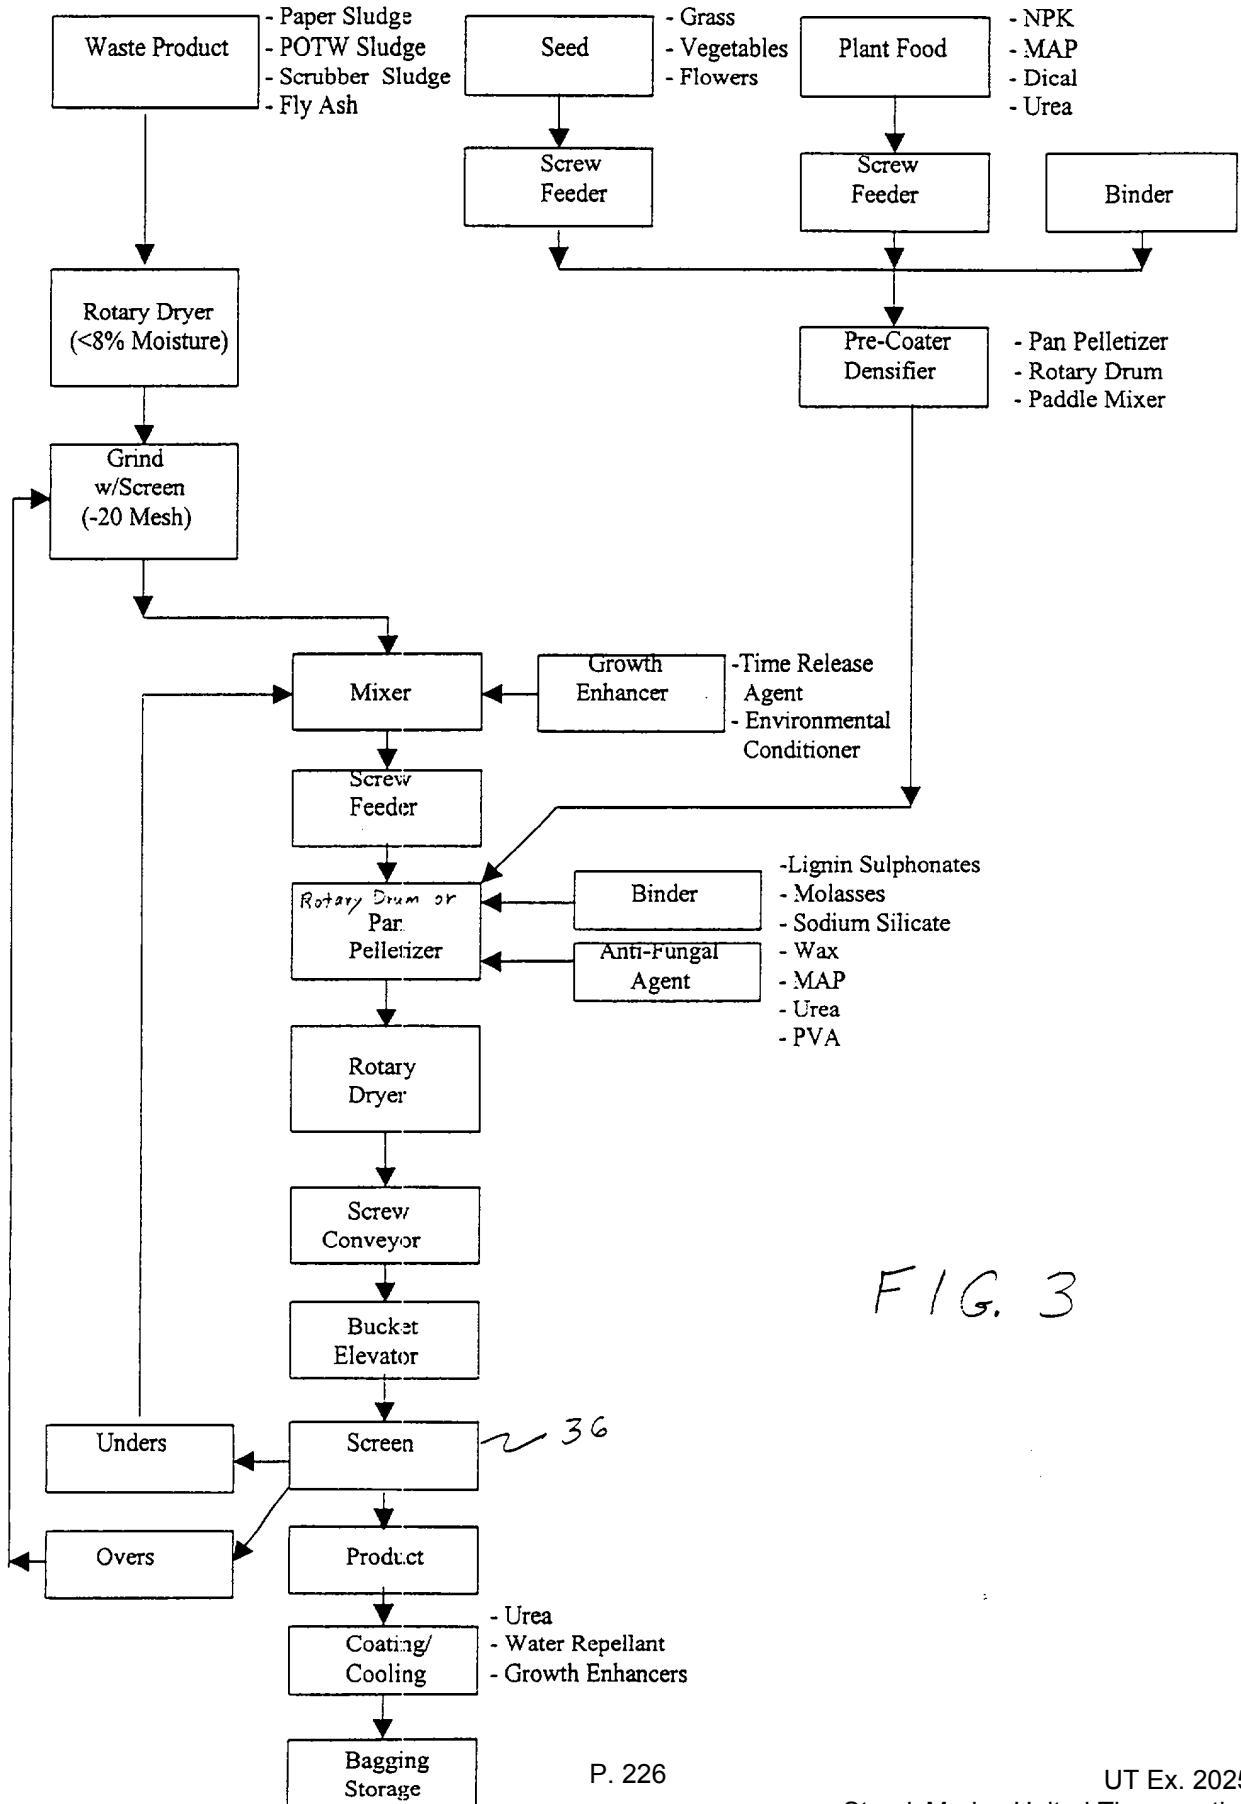 Waste Product
- Paper Sludge
- POTW Sludge
- Scrubber Sludge
- Fly Ash
Seed
- Grass
- Vegetables
- Flowers
Plant Food
- NPK
- MAP
- Dical
- Urea
Screw
Feeder
Screw
Feeder
Binder
Rotary Dryer
(<8% Moisture)
Pre-Coater
Densifier
- Pan Pelletizer
- Rotary Drum
- Paddle Mixer
Grind
w/Screen
(-20 Mesh)
Mixer
Growth
Enhancer
-Time Release
Agent
- Environmental
Conditioner
Screw
Feeder
Rotary Drum or
Pan
Pelletizer
Binder
-Lignin Sulphonates
- Molasses
- Sodium Silicate
- Wax
- MAP
- Urea
- PVA
Anti-Fungal
Agent
Rotary
Dryer
Screw
Conveyor
FIG. 3
Bucket
Elevator
Unders
Screen
36
Overs
Product
Coating/
Cooling
- Urea
- Water Repellant
- Growth Enhancers
Bagging
Storage
P. 226
UT Ex. 2025